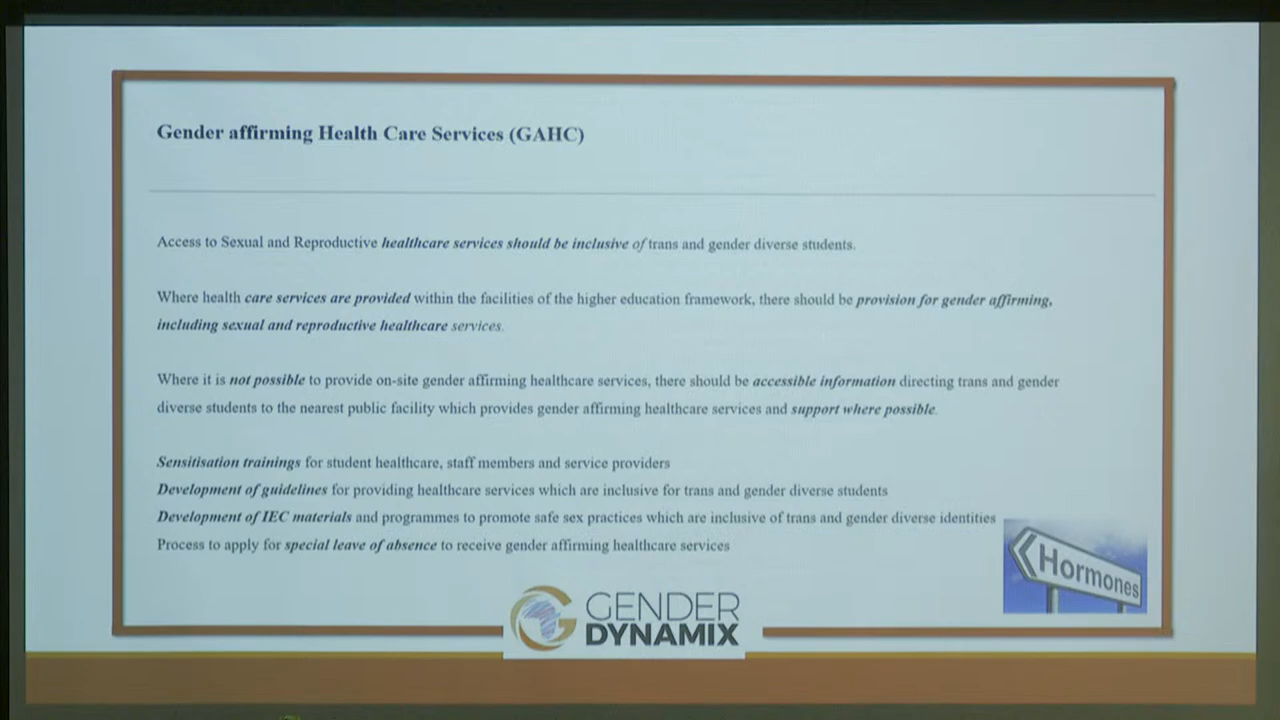 Gender affirming Health Care Services (GAHC)
Access to Sexual and Reproductive healthcare services should be inclusive of trans and gender diverse students.
Where health care services are provided within the facilities of the higher education framework, there should be provision for gender affirming,
including sexual and reproductive healthcare services.
Where it is not possible to provide on-site gender affirming healthcare services, there should be accessible information directing trans and gender
diverse students to the nearest public facility which provides gender affirming healthcare services and support where possible.
Sensitisation trainings for student healthcare, staff members and service providers
Development of guidelines for providing healthcare services which are inclusive for trans and gender diverse students
Development of IEC materials and programmes to promote safe sex practices which are inclusive of trans and gender diverse identities
Process to apply for special leave of absence to receive gender affirming healthcare services
Hormones
GENDER
DYNAMIX